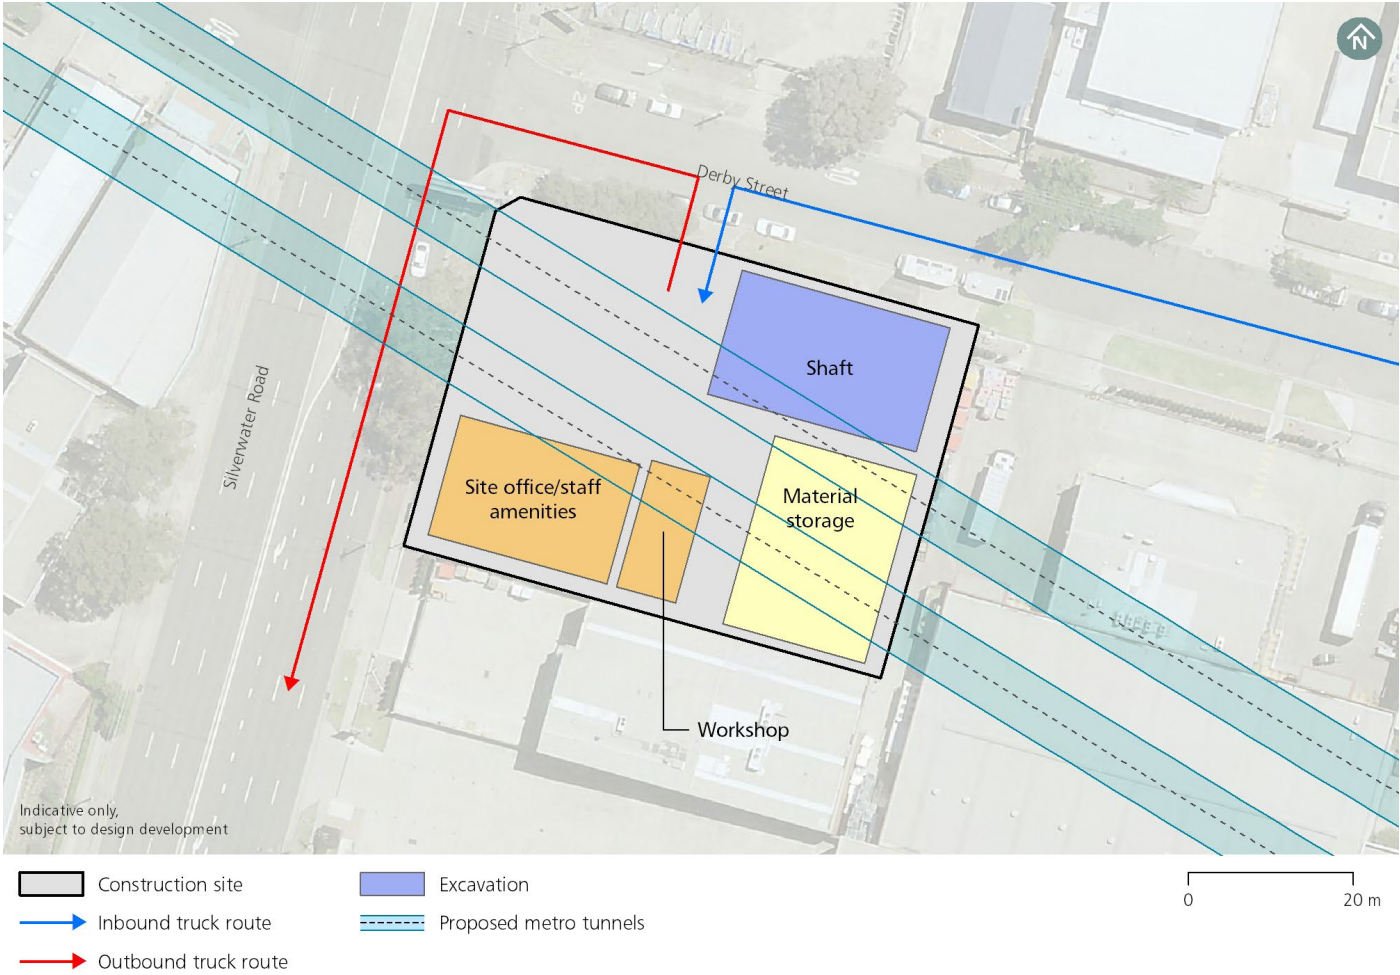 N
2P
Derby Street
Silverwater Road
Shaft
Site office/staff
amenities
Material
storage
Workshop
Indicative only,
subject to design development
Construction site
Inbound truck route
Outbound truck route
Excavation
Proposed metro tunnels
0
20 m